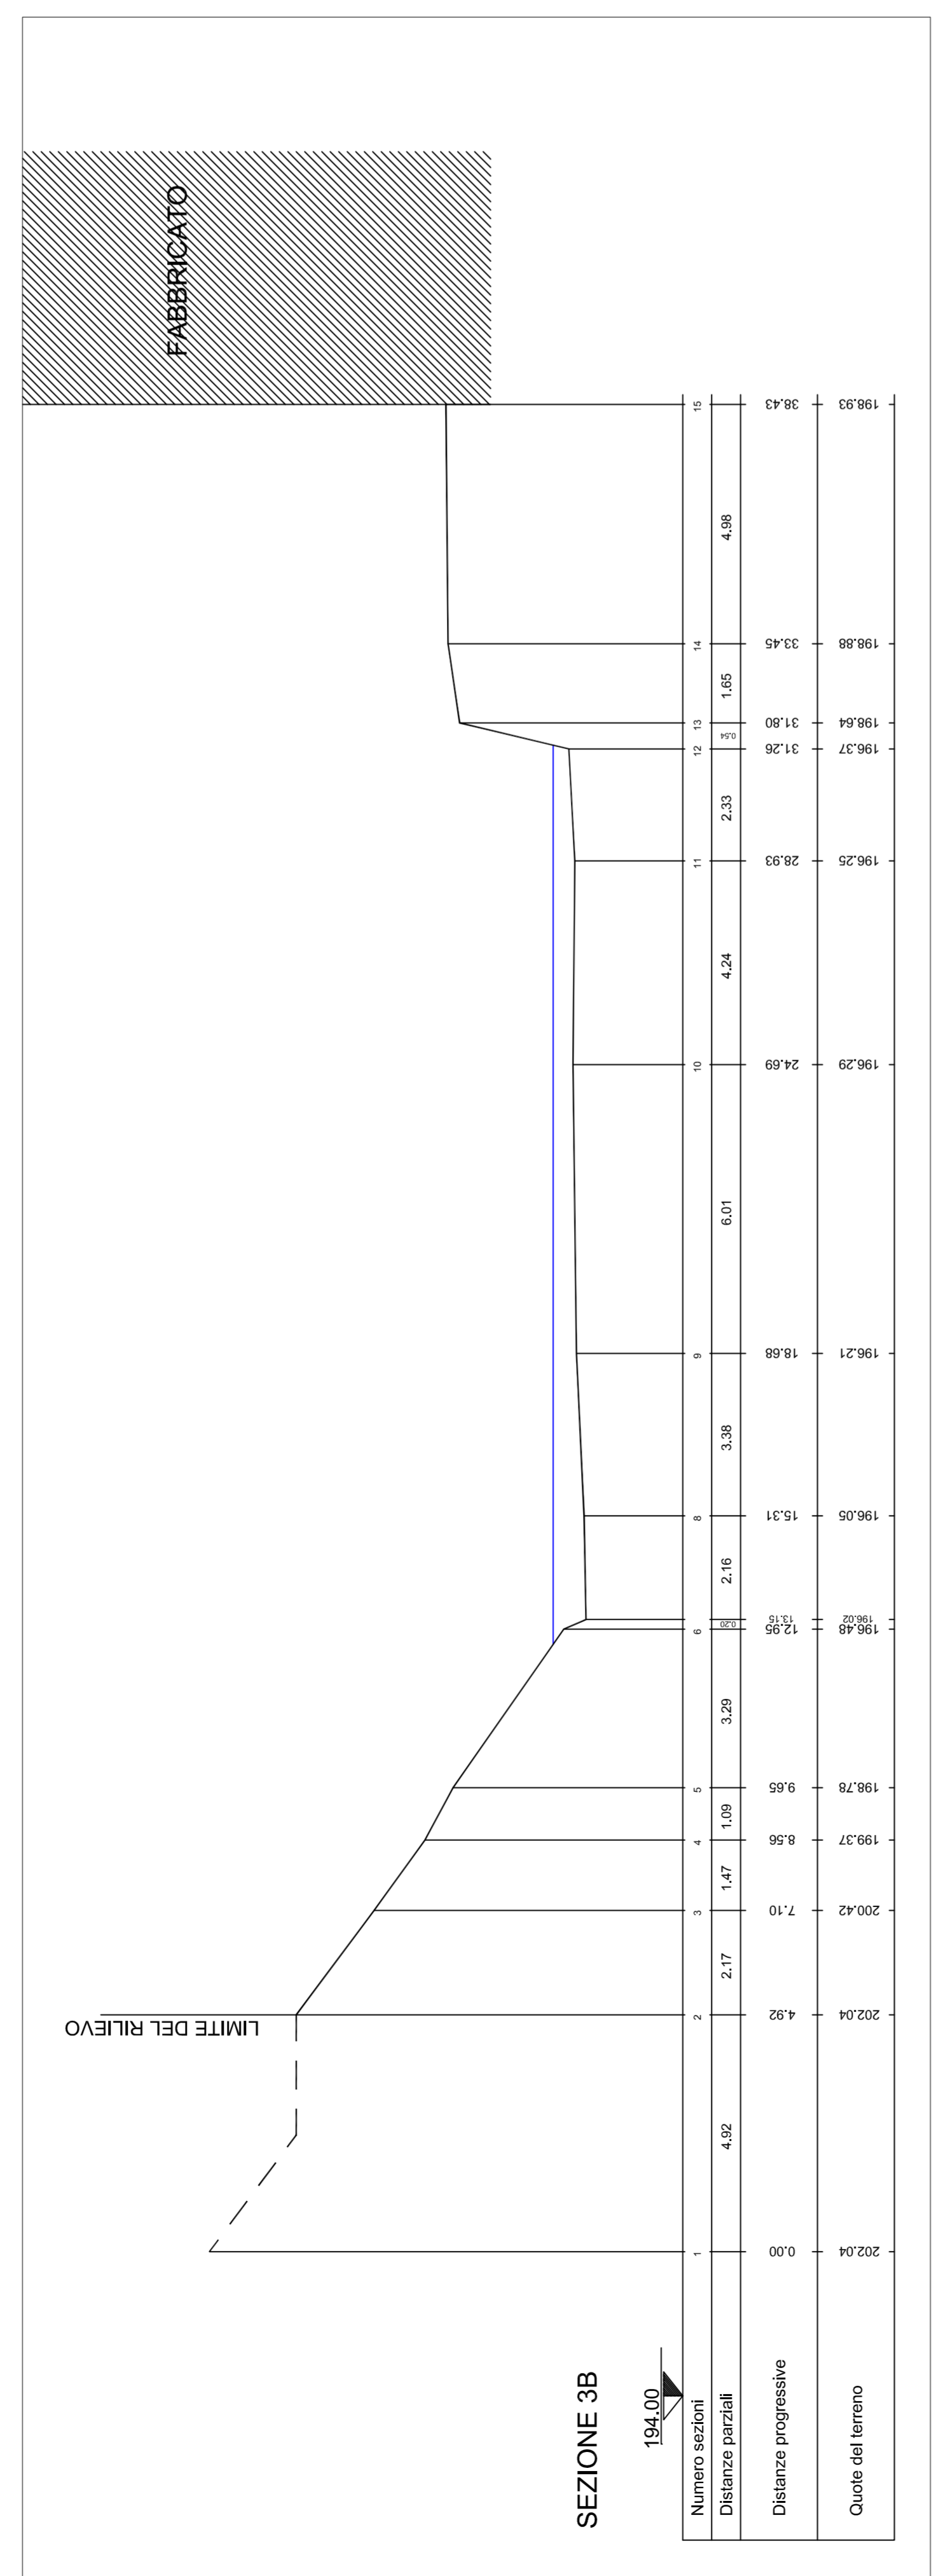 FABBRICATO
LIMITE DEL RILIEVO
SEZIONE 3B
194.00
Numero sezioni 1 2 3 4 5 6 8 9 10 11 12 13 14 15
Distanze parziali 4.92 2.17 1.47 1.09 3.29 0.20 2.16 3.38 6.01 4.24 2.33 0.54 1.65 4.98
Distanze progressive 0.00 4.92 7.10 8.56 9.65 12.95 13.15 15.31 18.68 24.69 28.93 31.26 31.80 33.45 38.43
Quote del terreno 202.04 202.04 200.42 199.37 198.78 196.48 196.02 196.05 196.21 196.29 196.25 196.37 198.64 198.88 198.93